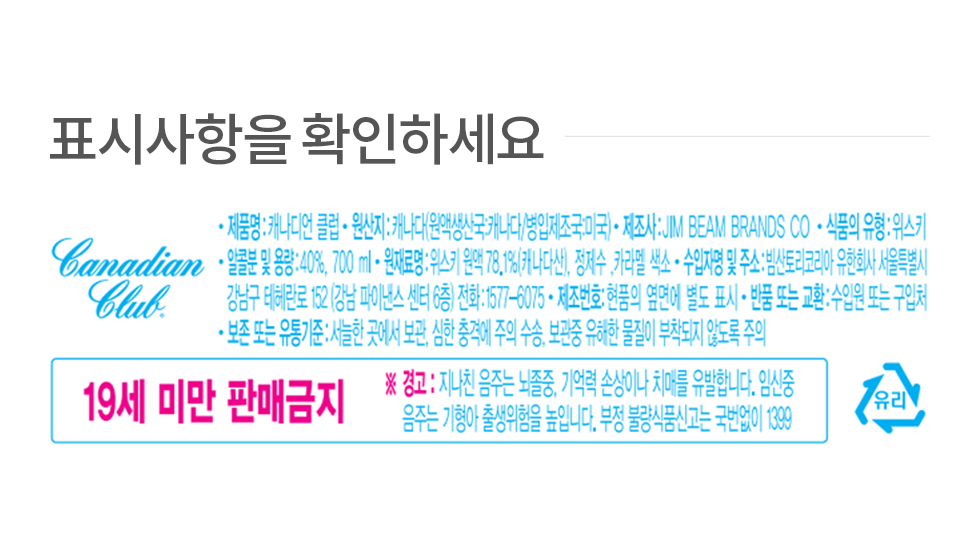 표시사항을 확인하세요
Canadian
Club
• 제품명 : 캐나디언 클럽 • 원산지 : 캐나다(원액생산국:캐나다/병입제조국:미국) • 제조사 : JIM BEAM BRANDS CO • 식품의 유형 : 위스키
• 알콜분 및 용량 : 40%, 700 ml • 원재료명 : 위스키 원액 78.1%(캐나다산), 정제수 ,카라멜 색소 • 수입자명 및 주소 : 빔산토리코리아 유한회사 서울특별시
강남구 테헤란로 152 (강남 파이낸스 센터 6층) 전화 : 1577-6075 • 제조번호: 현품의 옆면에 별도 표시 • 반품 또는 교환 : 수입원 또는 구입처
• 보존 또는 유통기준 : 서늘한 곳에서 보관, 심한 충격에 주의 수송, 보관중 유해한 물질이 부착되지 않도록 주의
19세 미만 판매금지
※ 경고 : 지나친 음주는 뇌졸중, 기억력 손상이나 치매를 유발합니다. 임신중
음주는 기형아 출생위험을 높입니다. 부정 불량식품신고는 국번없이 1399
유리